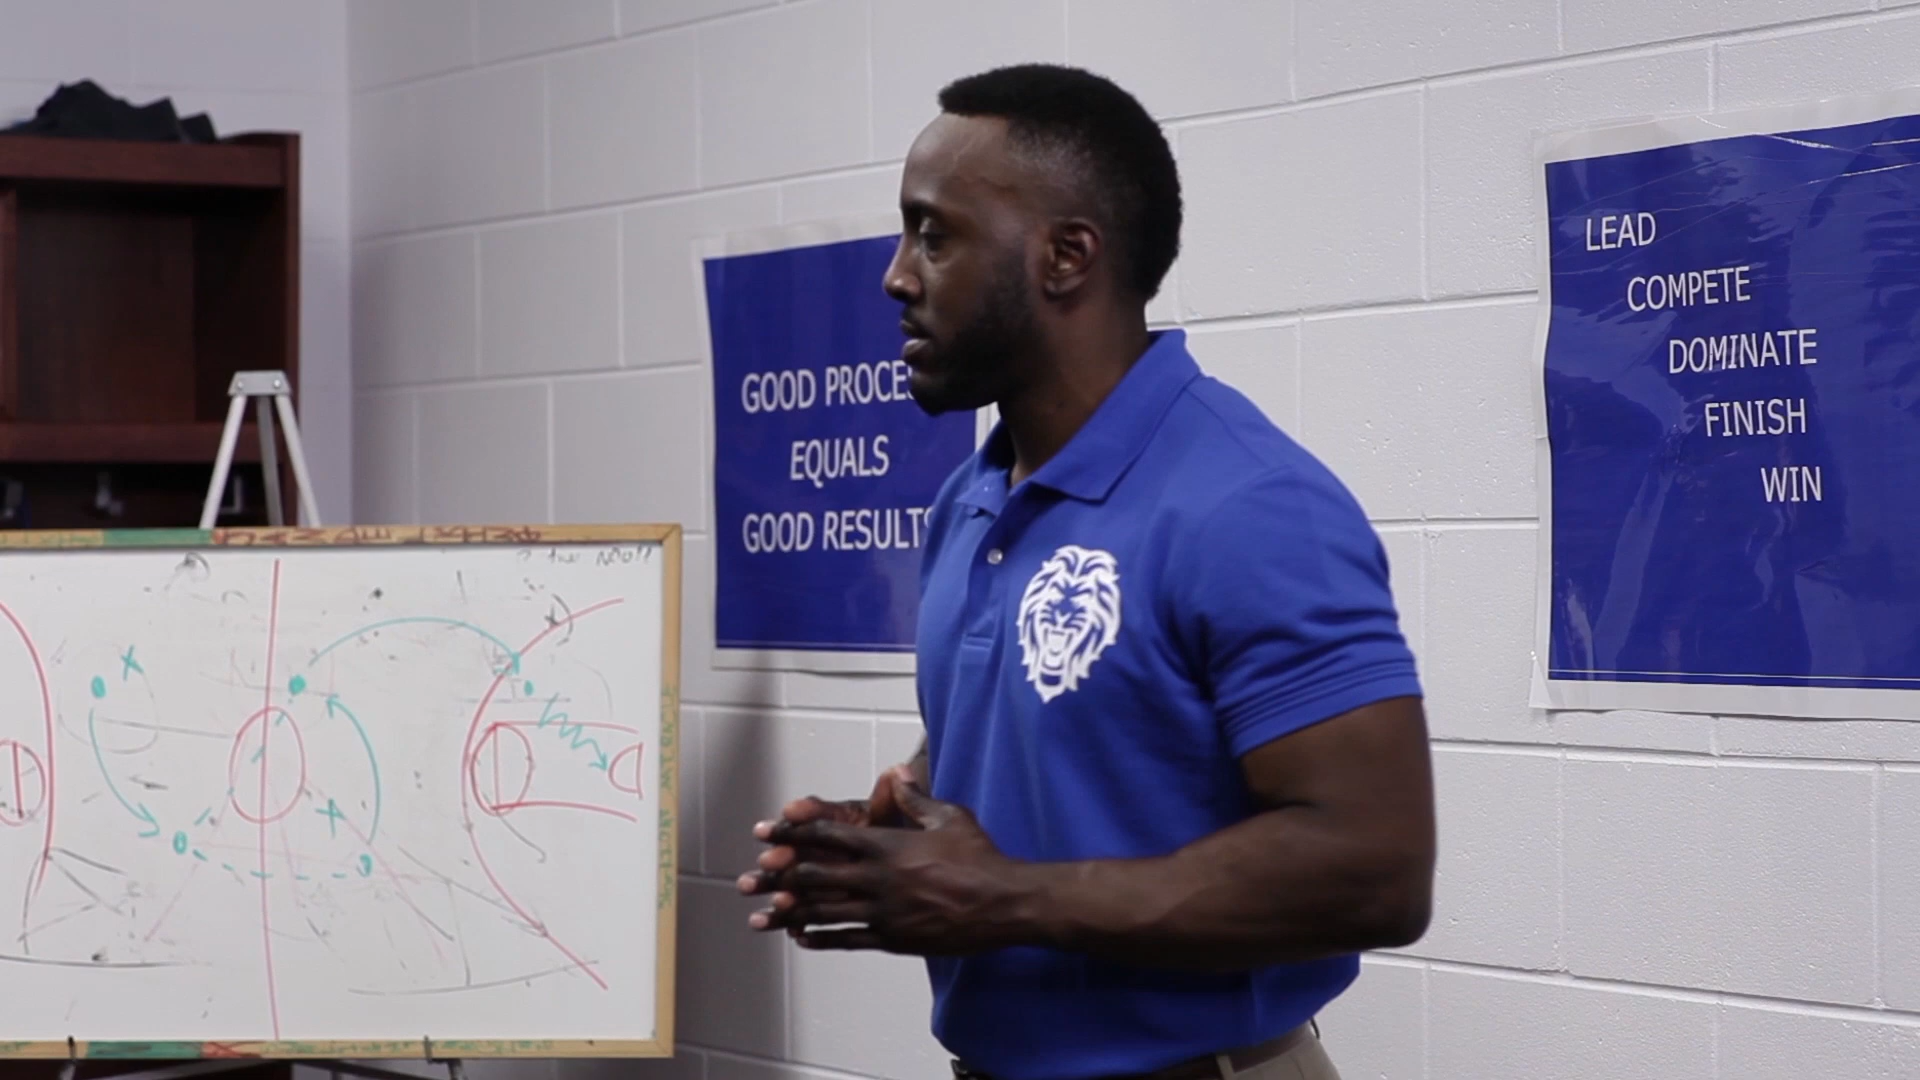 GOOD PROCES
EQUALS
GOOD RESULTS
LEAD
COMPETE
DOMINATE
FINISH
WIN